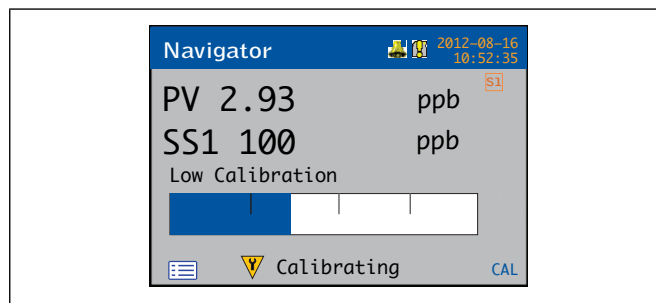 Navigator
2012–08–16
10:52:35
S1
PV 2.93 ppb
SS1 100 ppb
Low Calibration
Calibrating
CAL